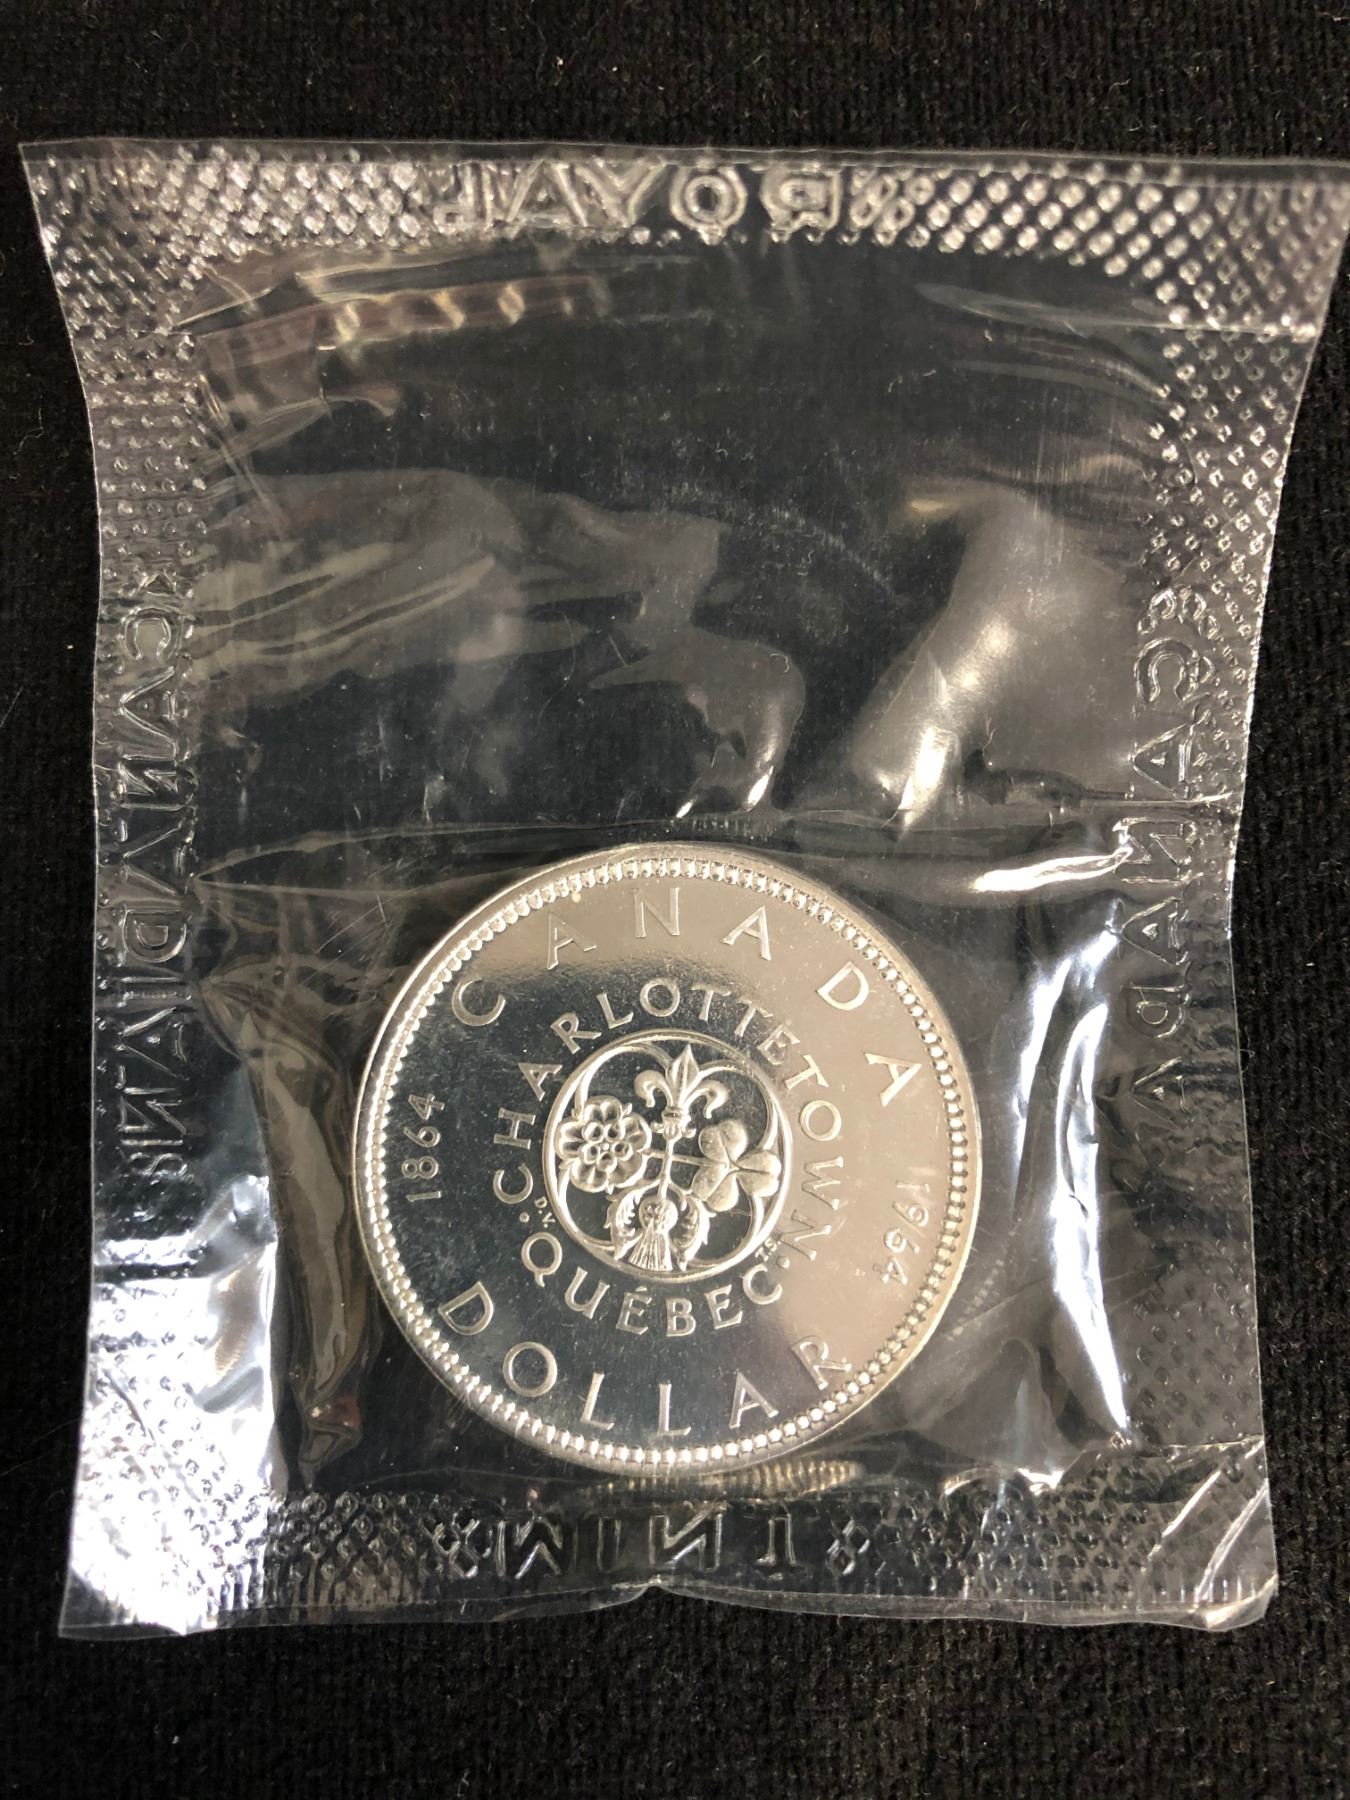 ROYAL
CANADIAN
CANADA
MINT
CANADA
1864
1964
DOLLAR
CHARLOTTETOWN
QUÉBEC
D.V.
T.S.